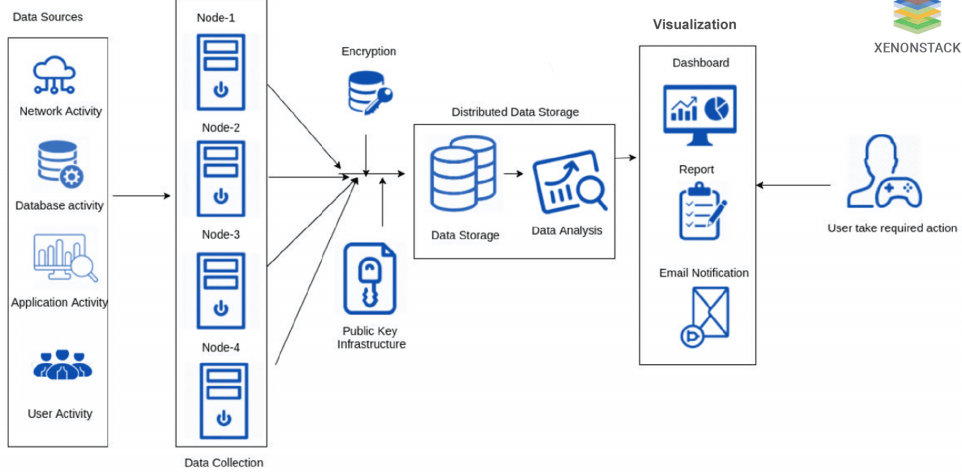 Data Sources
Network Activity
Database activity
Application Activity
User Activity
Node-1
Node-2
Node-3
Node-4
Data Collection
Encryption
Public Key
Infrastructure
Distributed Data Storage
Data Storage
Data Analysis
Visualization
Dashboard
Report
Email Notification
XENONSTACK
User take required action